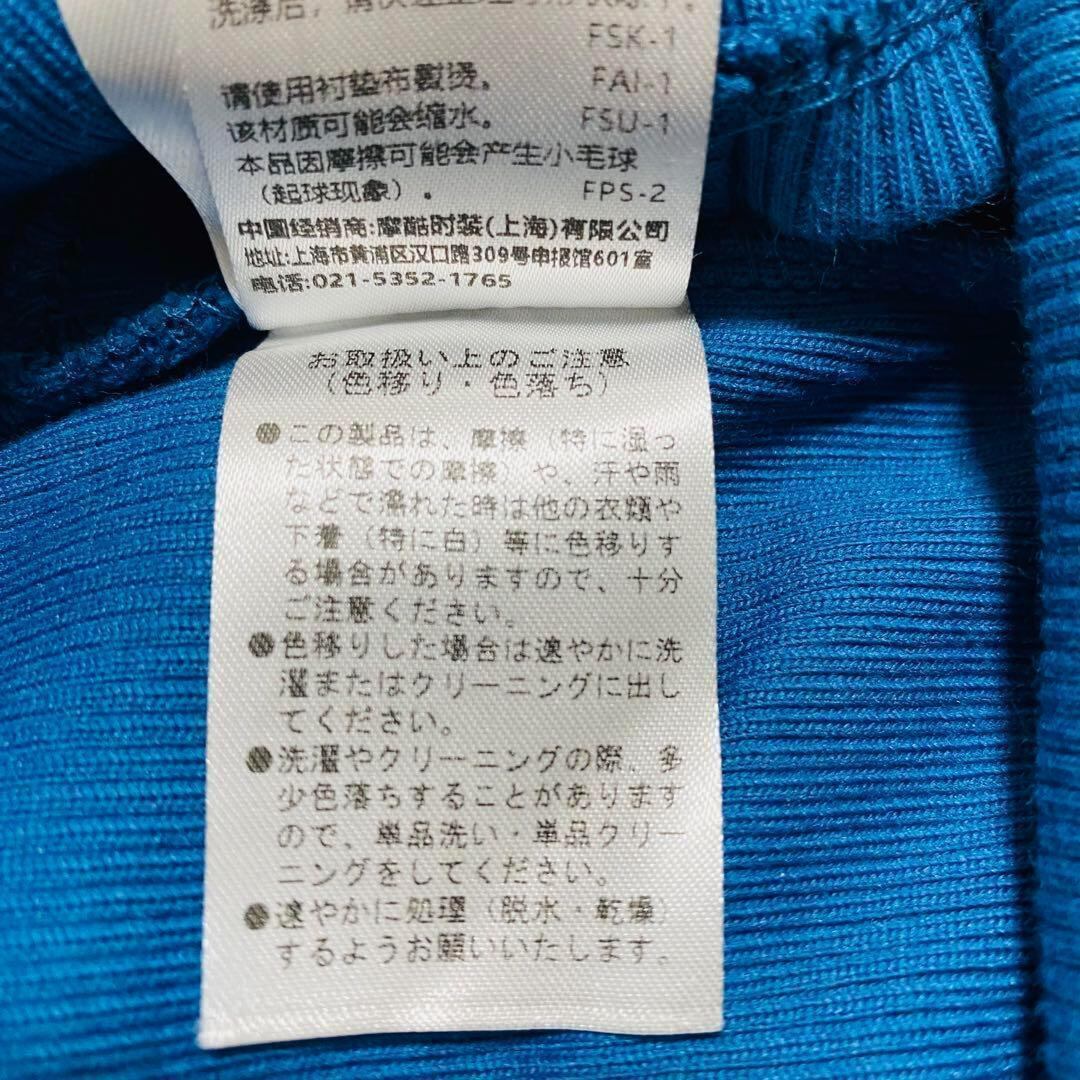 洗涤后，请快速整理
FSK-1
请使用衬垫布熨烫。 FAI-1
该材质可能会缩水。 FSU-1
本品因摩擦可能会产生小毛球
（起球现象）。 FPS-2
中國经销商:摩酷时装(上海)有限公司
地址:上海市黄浦区汉口路309号申报馆601室
电话:021-5352-1765
お取扱い上のご注意
（色移り・色落ち）
●この製品は、摩擦（特に湿っ
た状態での摩擦）や、汗や雨
などで濡れた時は他の衣類や
下着（特に白）等に色移りす
る場合がありますので、十分
ご注意ください。
●色移りした場合は速やかに洗
濯またはクリーニングに出し
てください。
●洗濯やクリーニングの際、多
少色落ちすることがあります
ので、単品洗い・単品クリー
ニングをしてください。
●速やかに処理（脱水・乾燥）
するようお願いいたします。